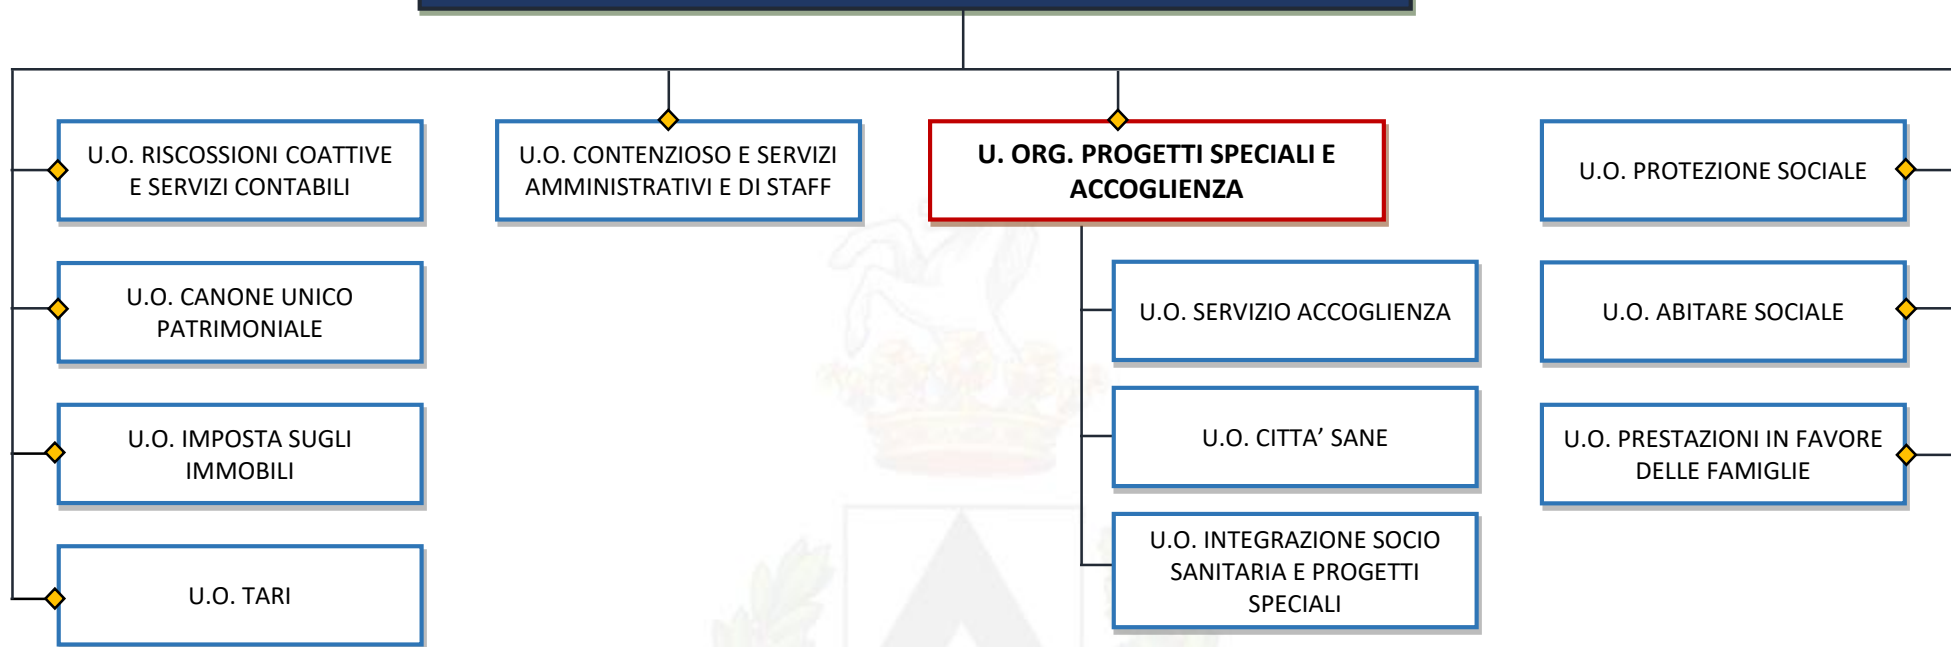 U.O. RISCOSSIONI COATTIVE
E SERVIZI CONTABILI
U.O. CANONE UNICO
PATRIMONIALE
U.O. IMPOSTA SUGLI
IMMOBILI
U.O. TARI
U.O. CONTENZIOSO E SERVIZI
AMMINISTRATIVI E DI STAFF
U. ORG. PROGETTI SPECIALI E
ACCOGLIENZA
U.O. SERVIZIO ACCOGLIENZA
U.O. CITTA’ SANE
U.O. INTEGRAZIONE SOCIO
SANITARIA E PROGETTI
SPECIALI
U.O. PROTEZIONE SOCIALE
U.O. ABITARE SOCIALE
U.O. PRESTAZIONI IN FAVORE
DELLE FAMIGLIE